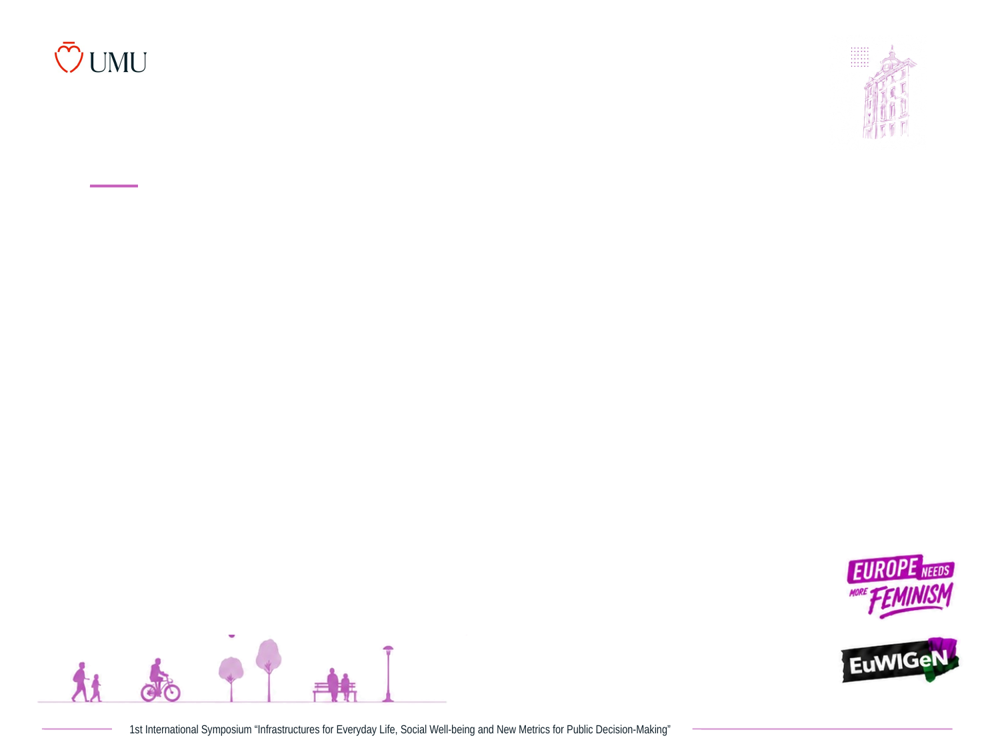 UMU
EUROPE NEEDS
MORE FEMINISM
EuWIGeN
1st International Symposium “Infrastructures for Everyday Life, Social Well-being and New Metrics for Public Decision-Making”